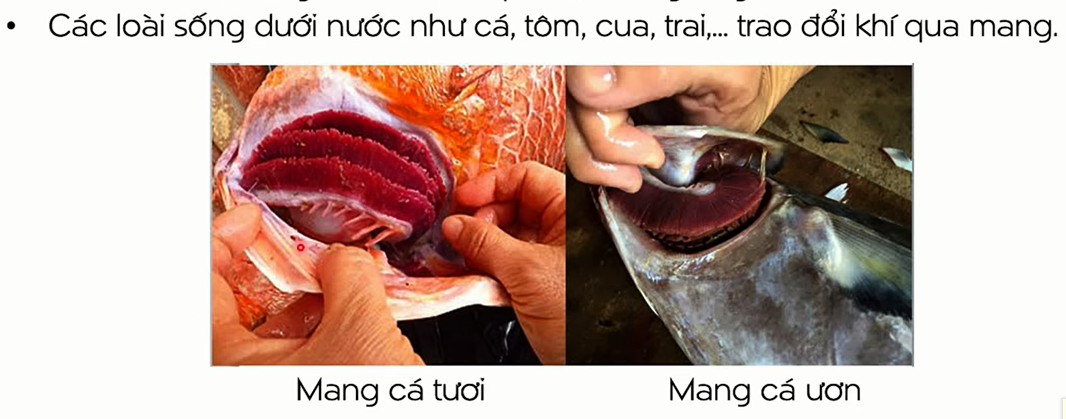 • Các loài sống dưới nước như cá, tôm, cua, trai,... trao đổi khí qua mang.
Mang cá tươi
Mang cá ươn